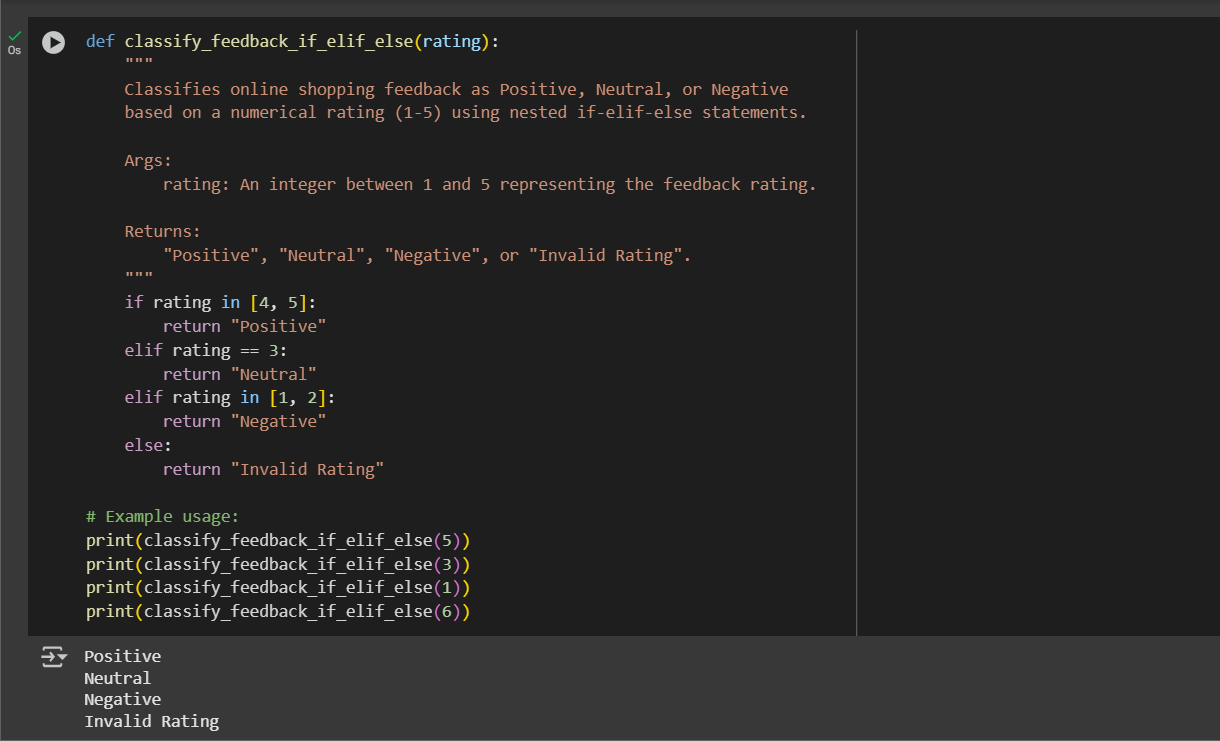 0s
def classify_feedback_if_elif_else(rating):
    """
    Classifies online shopping feedback as Positive, Neutral, or Negative
    based on a numerical rating (1-5) using nested if-elif-else statements.

    Args:
        rating: An integer between 1 and 5 representing the feedback rating.

    Returns:
        "Positive", "Neutral", "Negative", or "Invalid Rating".
    """
    if rating in [4, 5]:
        return "Positive"
    elif rating == 3:
        return "Neutral"
    elif rating in [1, 2]:
        return "Negative"
    else:
        return "Invalid Rating"

# Example usage:
print(classify_feedback_if_elif_else(5))
print(classify_feedback_if_elif_else(3))
print(classify_feedback_if_elif_else(1))
print(classify_feedback_if_elif_else(6))
Positive
Neutral
Negative
Invalid Rating